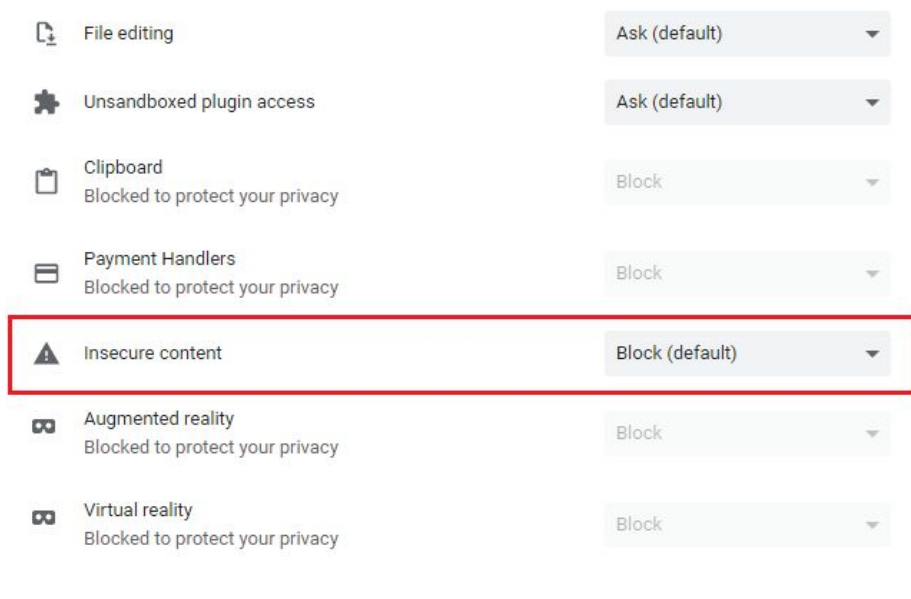 File editing
Ask (default)
Unsandboxed plugin access
Ask (default)
Clipboard
Blocked to protect your privacy
Block
Payment Handlers
Blocked to protect your privacy
Block
Insecure content
Block (default)
Augmented reality
Blocked to protect your privacy
Block
Virtual reality
Blocked to protect your privacy
Block